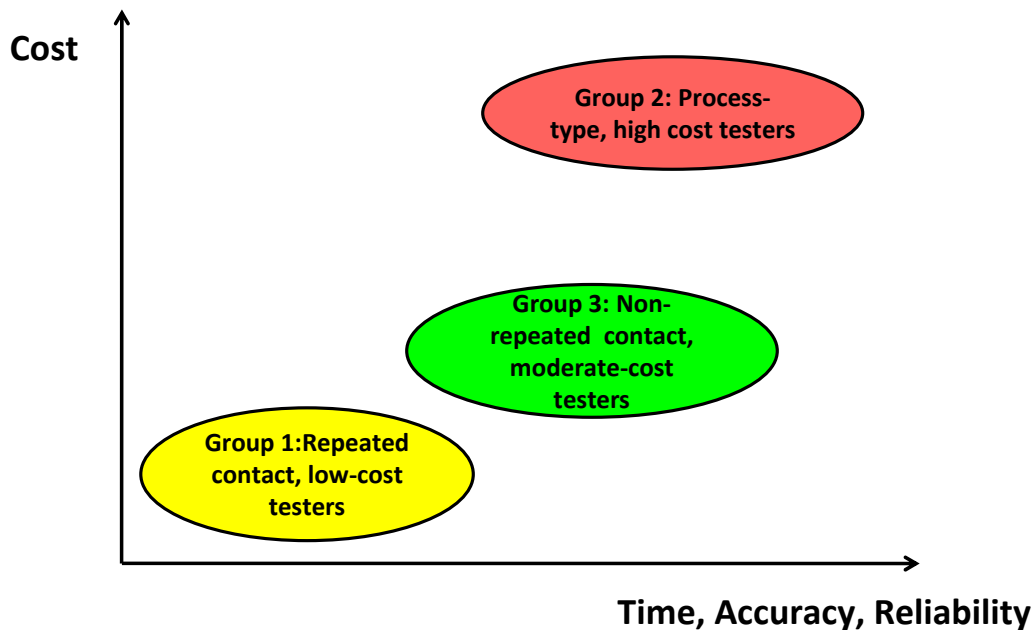 Cost
Group 2: Process-
type, high cost testers
Group 3: Non-
repeated contact,
moderate-cost
testers
Group 1:Repeated
contact, low-cost
testers
Time, Accuracy, Reliability